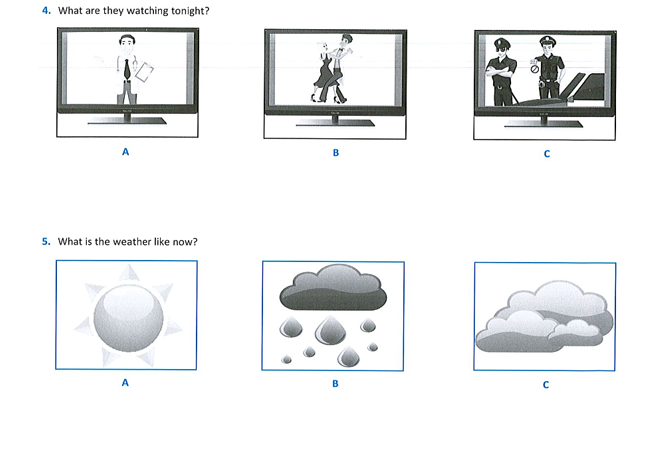 4. What are they watching tonight?
A B C
5. What is the weather like now?
A B C